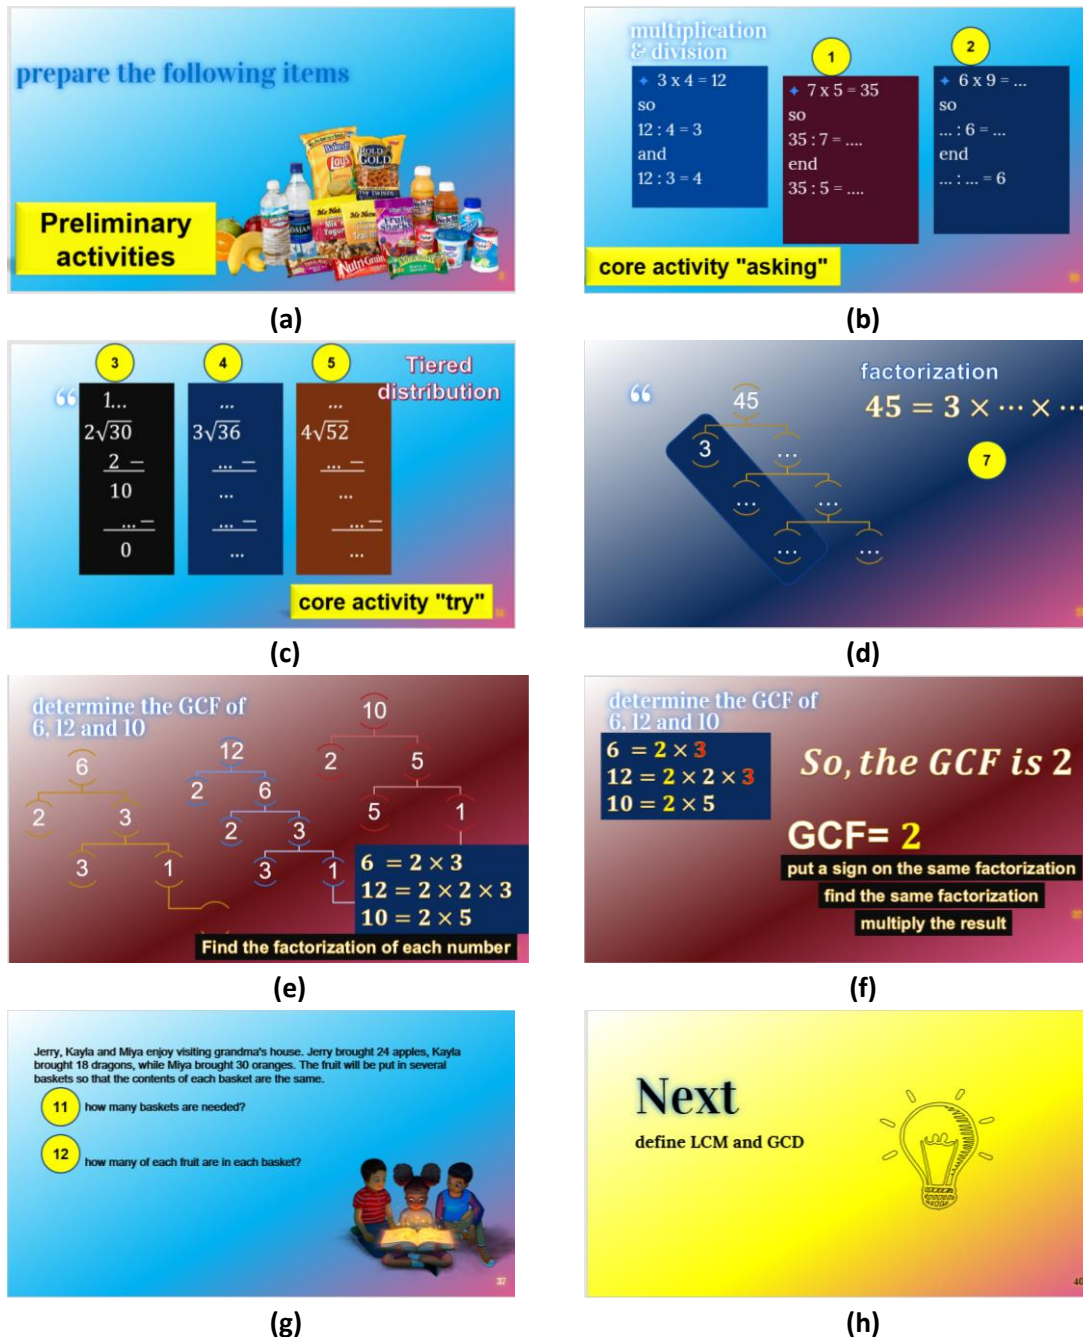 prepare the following items
Baked!
Lay's
ROLD
GOLD
Nutri-Grain
Preliminary
activities
(a)
multiplication
& division
1
2
✦ 3 x 4 = 12
so
12 : 4 = 3
and
12 : 3 = 4
✦ 7 x 5 = 35
so
35 : 7 = ....
end
35 : 5 = ....
✦ 6 x 9 = ...
so
... : 6 = ...
end
... : ... = 6
core activity "asking"
(b)
3
4
5
Tiered
distribution
“
1...
2√30
2 −
10
... −
0
...
3√36
... −
...
... −
...
...
4√52
... −
...
... −
...
core activity "try"
(c)
“
factorization
45 = 3 × ⋯ × ⋯
7
45
3
...
... ...
... ...
(d)
determine the GCF of
6, 12 and 10
6
2 3
3 1
12
2 6
2 3
3 1
10
2 5
5 1
6 = 2 × 3
12 = 2 × 2 × 3
10 = 2 × 5
Find the factorization of each number
(e)
determine the GCF of
6, 12 and 10
6 = 2 × 3
12 = 2 × 2 × 3
10 = 2 × 5
So, the GCF is 2
GCF= 2
put a sign on the same factorization
find the same factorization
multiply the result
(f)
Jerry, Kayla and Miya enjoy visiting grandma's house. Jerry brought 24 apples, Kayla
brought 18 dragons, while Miya brought 30 oranges. The fruit will be put in several
baskets so that the contents of each basket are the same.
11 how many baskets are needed?
12 how many of each fruit are in each basket?
37
(g)
Next
define LCM and GCD
40
(h)